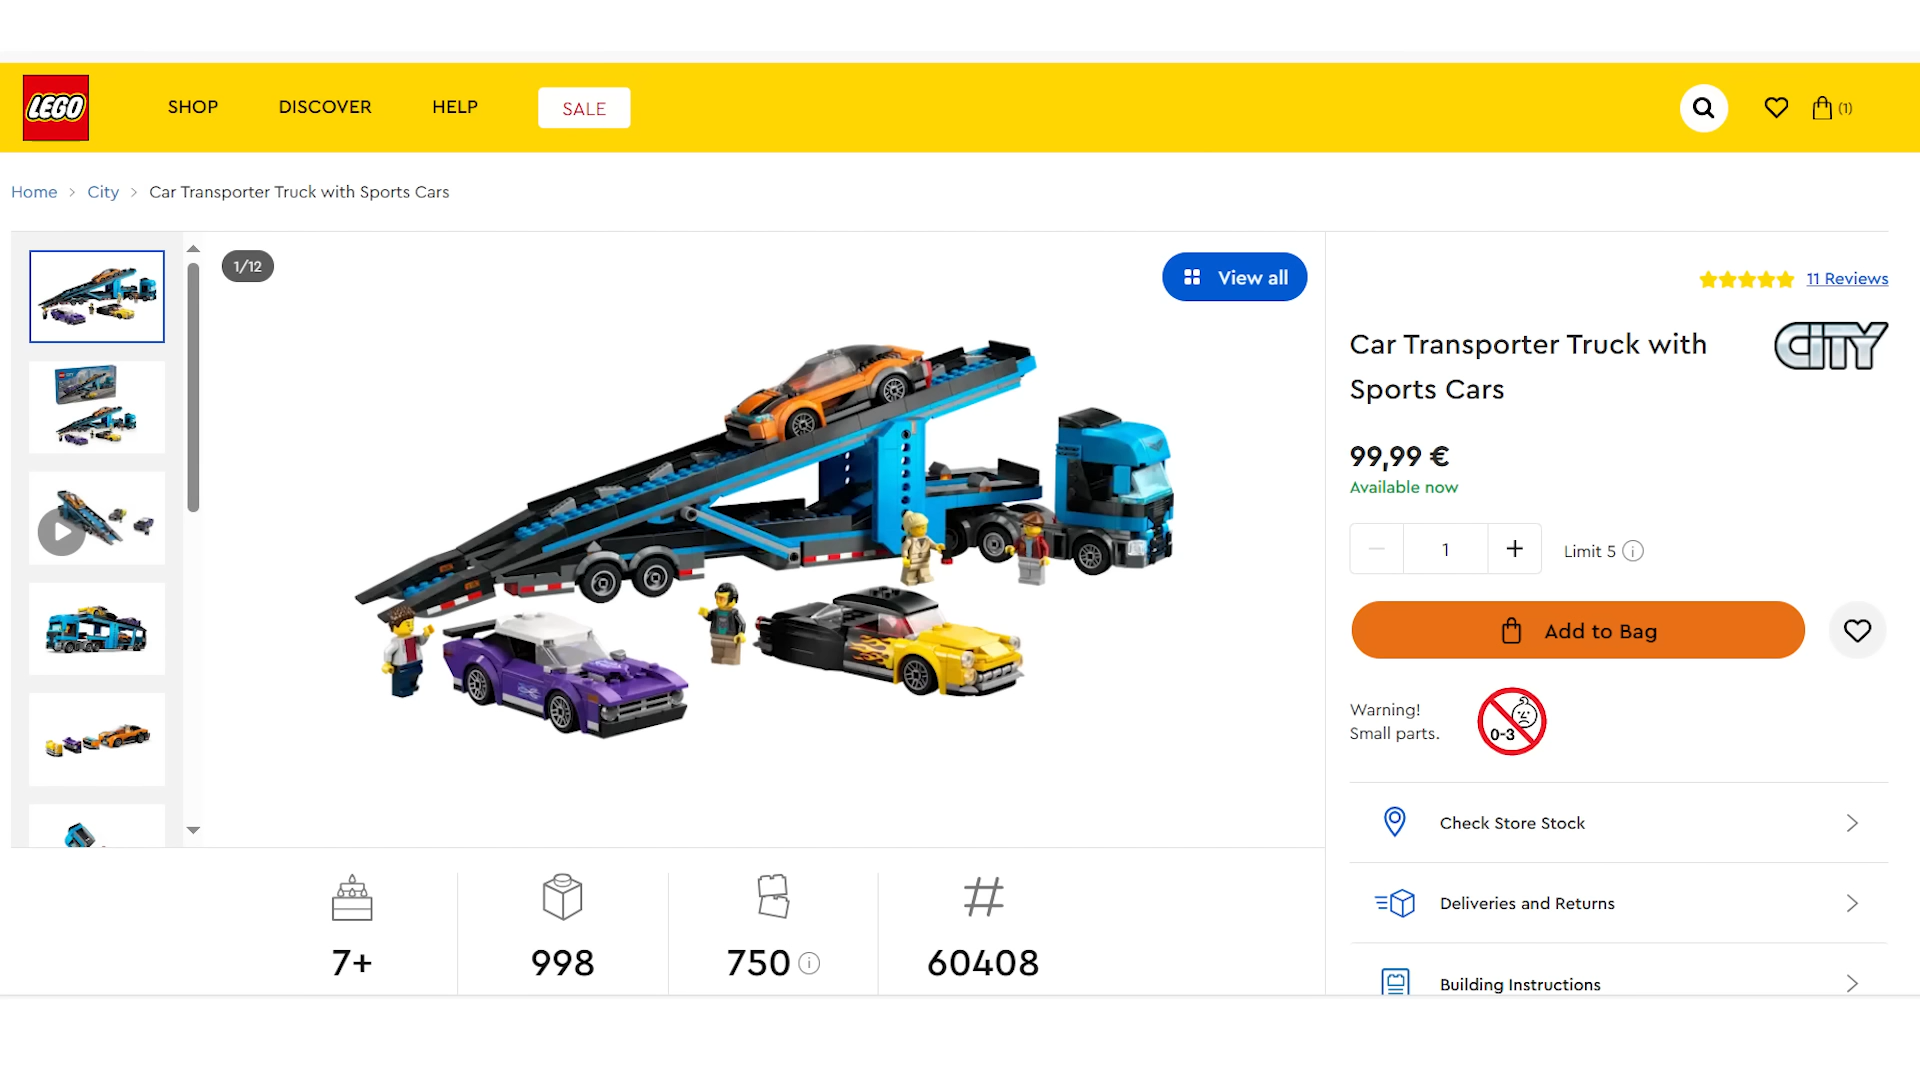 LEGO
SHOP
DISCOVER
HELP
SALE
(1)
Home > City > Car Transporter Truck with Sports Cars
1/12
View all
11 Reviews
Car Transporter Truck with
Sports Cars
CITY
99,99 €
Available now
1
Limit 5
Add to Bag
Warning!
Small parts.
0-3
Check Store Stock
Deliveries and Returns
Building Instructions
7+
998
750
60408